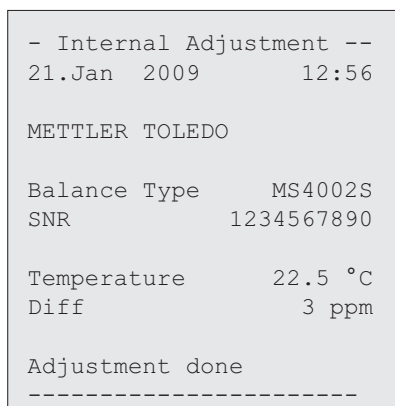 - Internal Adjustment --
21.Jan 2009 12:56
METTLER TOLEDO
Balance Type MS4002S
SNR 1234567890
Temperature 22.5 °C
Diff 3 ppm
Adjustment done
-----------------------